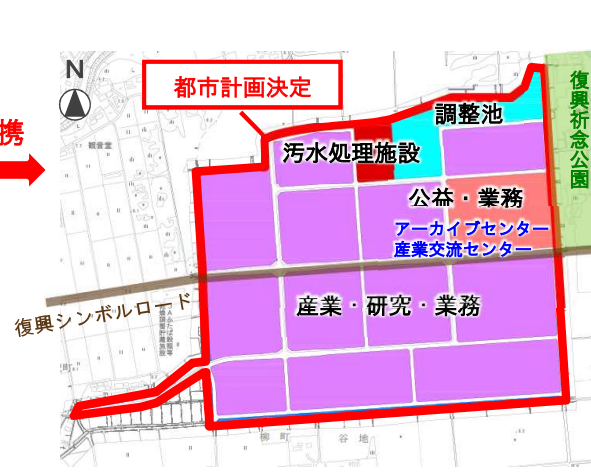 N
都市計画決定
携
調整池
汚水処理施設
復興祈念公園
観音堂
公益・業務
アーカイブセンター
産業交流センター
産業・研究・業務
復興シンボルロード
柳町
谷地